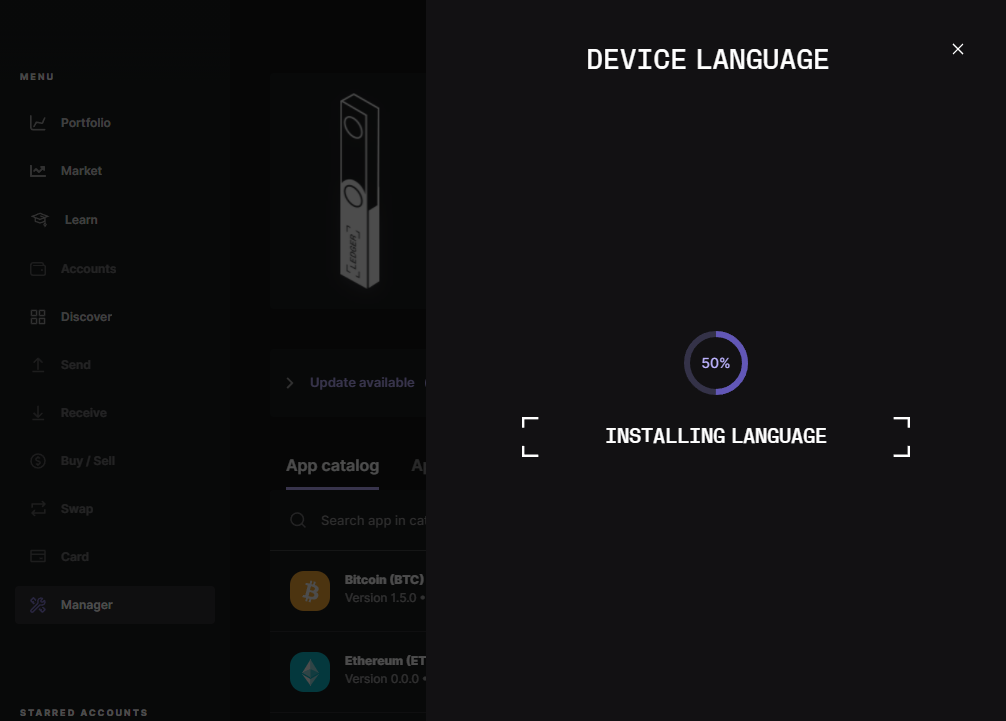 MENU
Portfolio
Market
Learn
Accounts
Discover
Send
Receive
Buy / Sell
Swap
Card
Manager
STARRED ACCOUNTS
LEDGER
Update available
App catalog
Ap
Search app in cat
Bitcoin (BTC)
Version 1.5.0 •
Ethereum (ET
Version 0.0.0 •
DEVICE LANGUAGE
50%
INSTALLING LANGUAGE